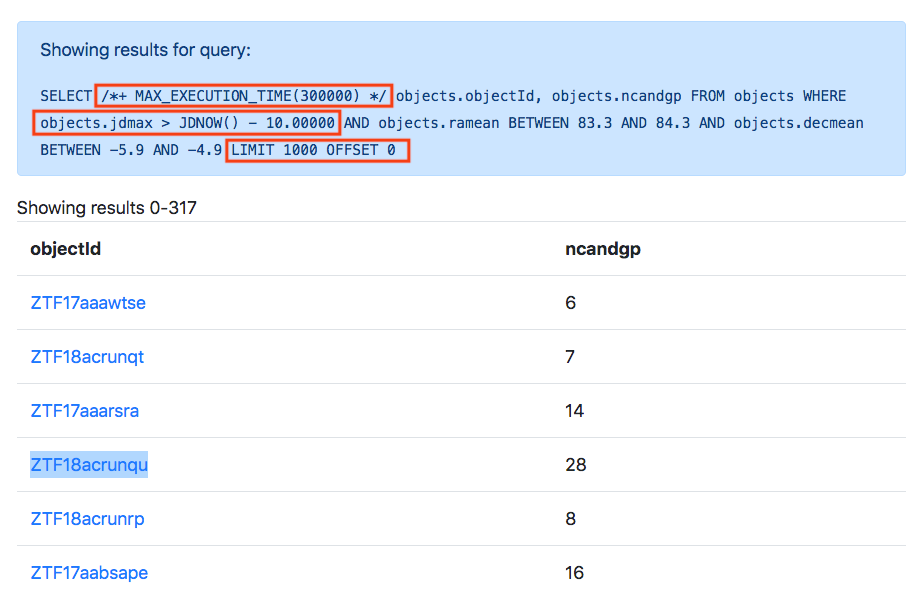 Showing results for query:
SELECT /*+ MAX_EXECUTION_TIME(300000) */ objects.objectId, objects.ncandgp FROM objects WHERE
objects.jdmax > JDNOW() - 10.00000 AND objects.ramean BETWEEN 83.3 AND 84.3 AND objects.decmean
BETWEEN -5.9 AND -4.9 LIMIT 1000 OFFSET 0
Showing results 0-317
objectId ncandgp
ZTF17aaawtse 6
ZTF18acrunqt 7
ZTF17aaarsra 14
ZTF18acrunqu 28
ZTF18acrunrp 8
ZTF17aabsape 16